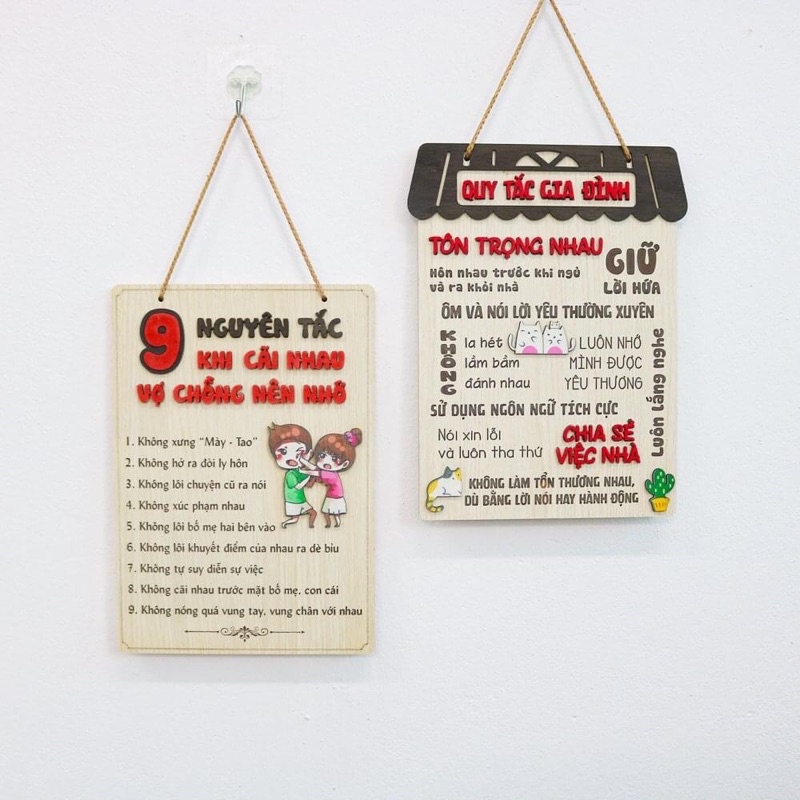 9 NGUYÊN TẮC
KHI CÃI NHAU
VỢ CHỒNG NÊN NHỚ
1. Không xưng "Mày - Tao"
2. Không hở ra đòi ly hôn
3. Không lôi chuyện cũ ra nói
4. Không xúc phạm nhau
5. Không lôi bố mẹ hai bên vào
6. Không lôi khuyết điểm của nhau ra dè bỉu
7. Không tự suy diễn sự việc
8. Không cãi nhau trước mặt bố mẹ, con cái
9. Không nóng quá vung tay, vung chân với nhau
QUY TẮC GIA ĐÌNH
TÔN TRỌNG NHAU
Hôn nhau trước khi ngủ
và ra khỏi nhà
GIỮ
LỜI HỨA
ÔM VÀ NÓI LỜI YÊU THƯỜNG XUYÊN
KHÔNG
la hét
lầm bầm
đánh nhau
LUÔN NHỚ
MÌNH ĐƯỢC
YÊU THƯƠNG
Luôn lắng nghe
SỬ DỤNG NGÔN NGỮ TÍCH CỰC
Nói xin lỗi
và luôn tha thứ
CHIA SẺ
VIỆC NHÀ
KHÔNG LÀM TỔN THƯƠNG NHAU,
DÙ BẰNG LỜI NÓI HAY HÀNH ĐỘNG